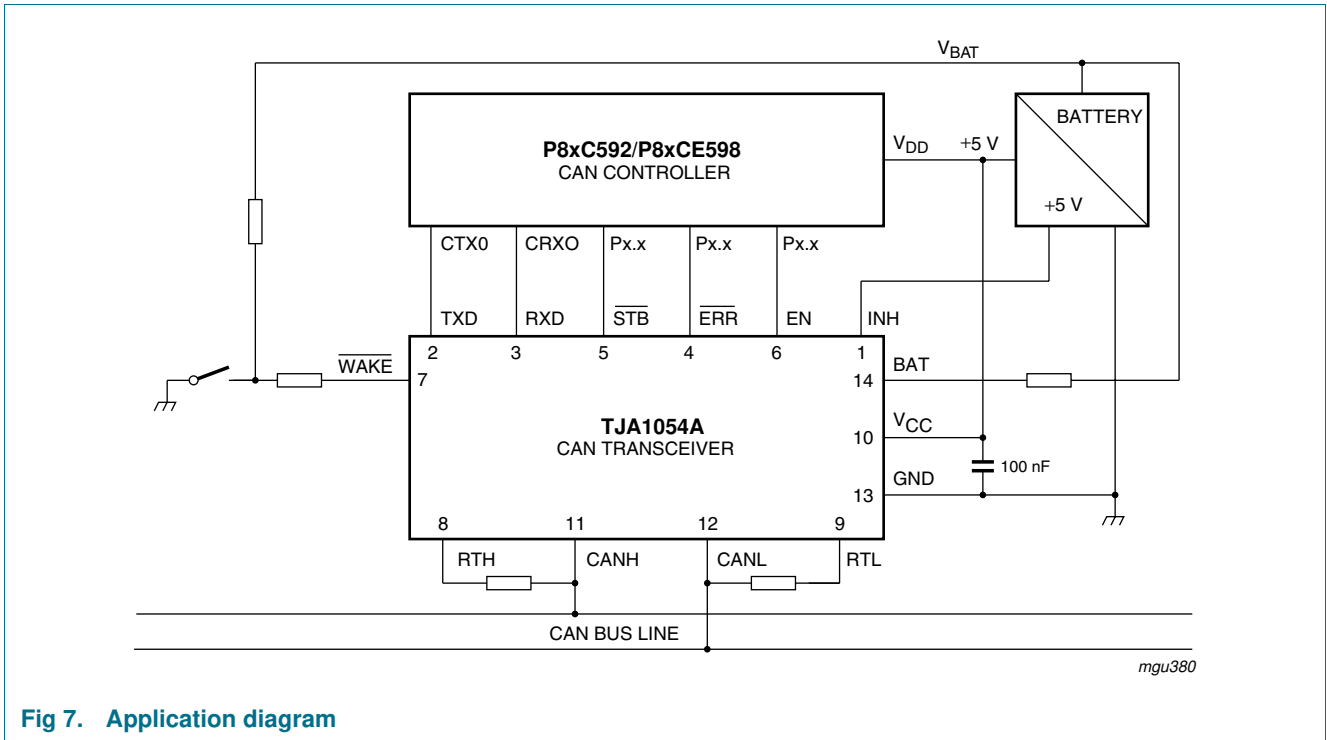 VBAT
BATTERY
+5 V
P8xC592/P8xCE598
CAN CONTROLLER
VDD +5 V
CTX0 CRXO Px.x Px.x Px.x
TXD RXD STB ERR EN INH
2 3 5 4 6 1
WAKE 7
14 BAT
TJA1054A
CAN TRANSCEIVER
10 VCC
100 nF
13 GND
8 11 12 9
RTH CANH CANL RTL
CAN BUS LINE
mgu380
Fig 7. Application diagram